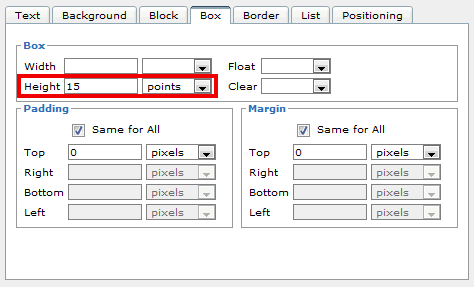 Text Background Block Box Border List Positioning
Box
Width Float
Height 15 points Clear
Padding Margin
Same for All Same for All
Top 0 pixels Top 0 pixels
Right pixels Right pixels
Bottom pixels Bottom pixels
Left pixels Left pixels